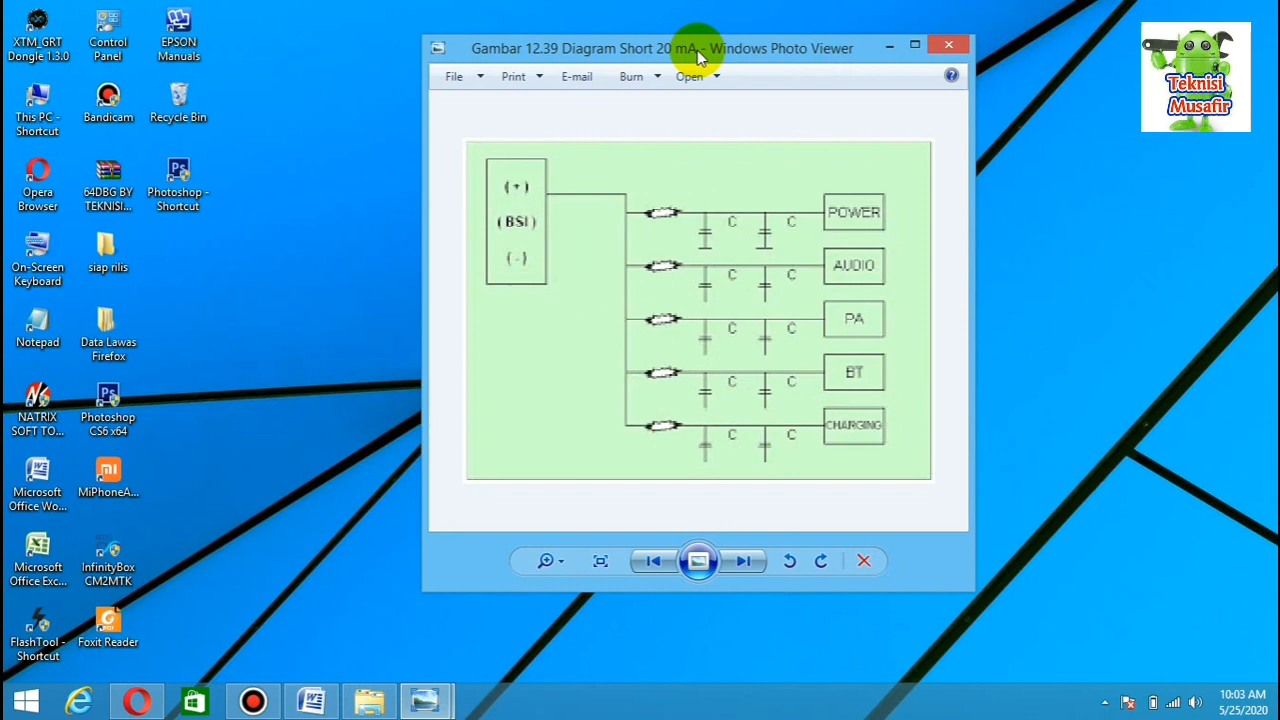 XTM_GRT
Dongle 1.3.0
Control
Panel
EPSON
Manuals
This PC -
Shortcut
Bandicam
Recycle Bin
Opera
Browser
64DBG BY
TEKNISI...
Photoshop -
Shortcut
On-Screen
Keyboard
siap rilis
Notepad
Data Lawas
Firefox
NATRIX
SOFT TO...
Photoshop
CS6 x64
Microsoft
Office Wo...
MiPhoneA...
Microsoft
Office Exc...
InfinityBox
CM2MTK
FlashTool -
Shortcut
Foxit Reader
Gambar 12.39 Diagram Short 20 mA - Windows Photo Viewer
File Print E-mail Burn Open
(+)
(BSI)
(-)
C C POWER
C C AUDIO
C C PA
C C BT
C C CHARGING
Teknisi
Musafir
10:03 AM
5/25/2020